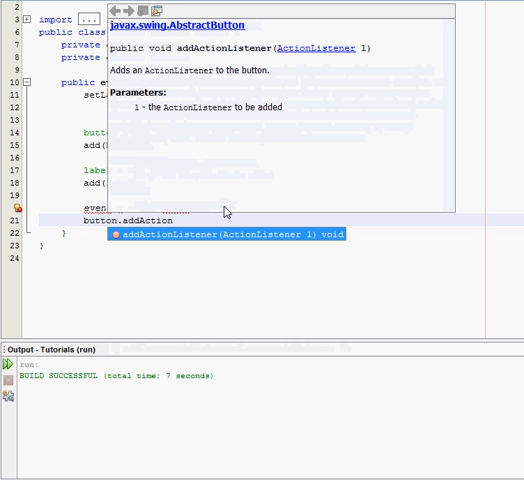 2
3 import ...
6 public class
7 private
8 private
9
10 public ev
11 setL
12
13
14 butt
15 add(
16
17 labe
18 add(
19
even
21 button.addAction
22 }
23 }
24
javax.swing.AbstractButton
public void addActionListener(ActionListener l)
Adds an ActionListener to the button.
Parameters:
l - the ActionListener to be added
addActionListener(ActionListener l) void
Output - Tutorials (run)
run:
BUILD SUCCESSFUL (total time: 7 seconds)